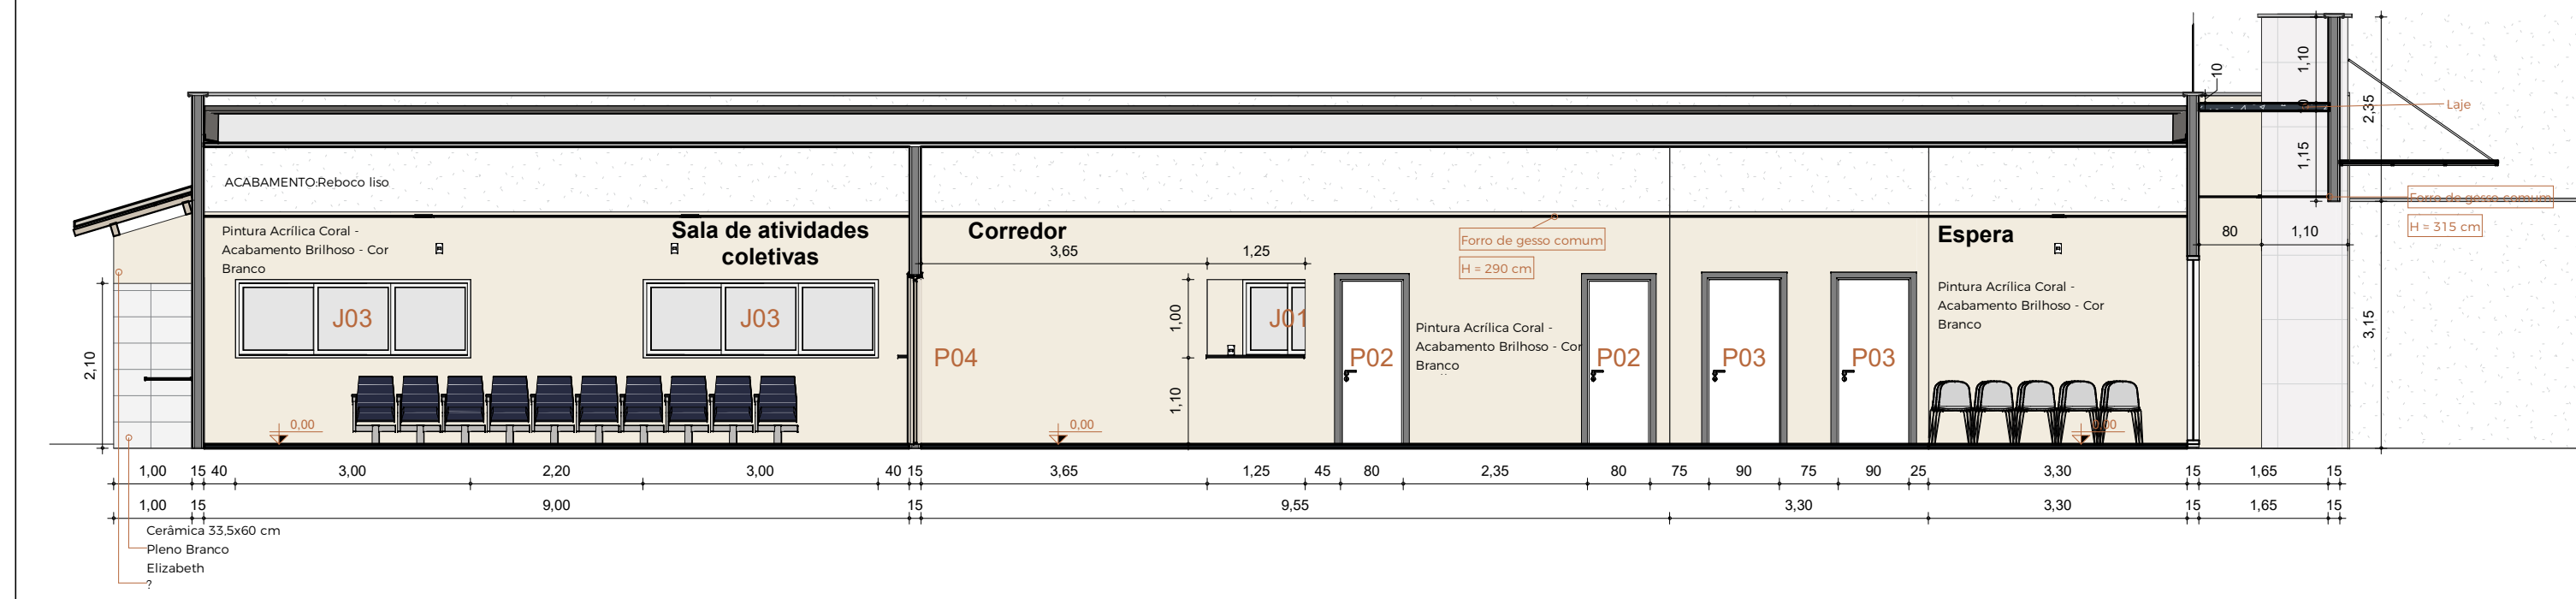 1,10
10
2,35
Laje
1,15
ACABAMENTO:Reboco liso
Forro de gesso comum
H = 315 cm
Pintura Acrílica Coral -
Acabamento Brilhoso - Cor
Branco
Sala de atividades
coletivas
Corredor
3,65 1,25
Forro de gesso comum
H = 290 cm
Espera
80 1,10
Pintura Acrílica Coral -
Acabamento Brilhoso - Cor
Branco
J03 J03 J01
1,00
Pintura Acrílica Coral -
Acabamento Brilhoso - Cor
Branco
3,15
2,10
P04 P02 P02 P03 P03
1,10
0,00 0,00 0,00
1,00 15 40 3,00 2,20 3,00 40 15 3,65 1,25 45 80 2,35 80 75 90 75 90 25 3,30 15 1,65 15
1,00 15 9,00 15 9,55 3,30 3,30 15 1,65 15
Cerâmica 33,5x60 cm
Pleno Branco
Elizabeth
?